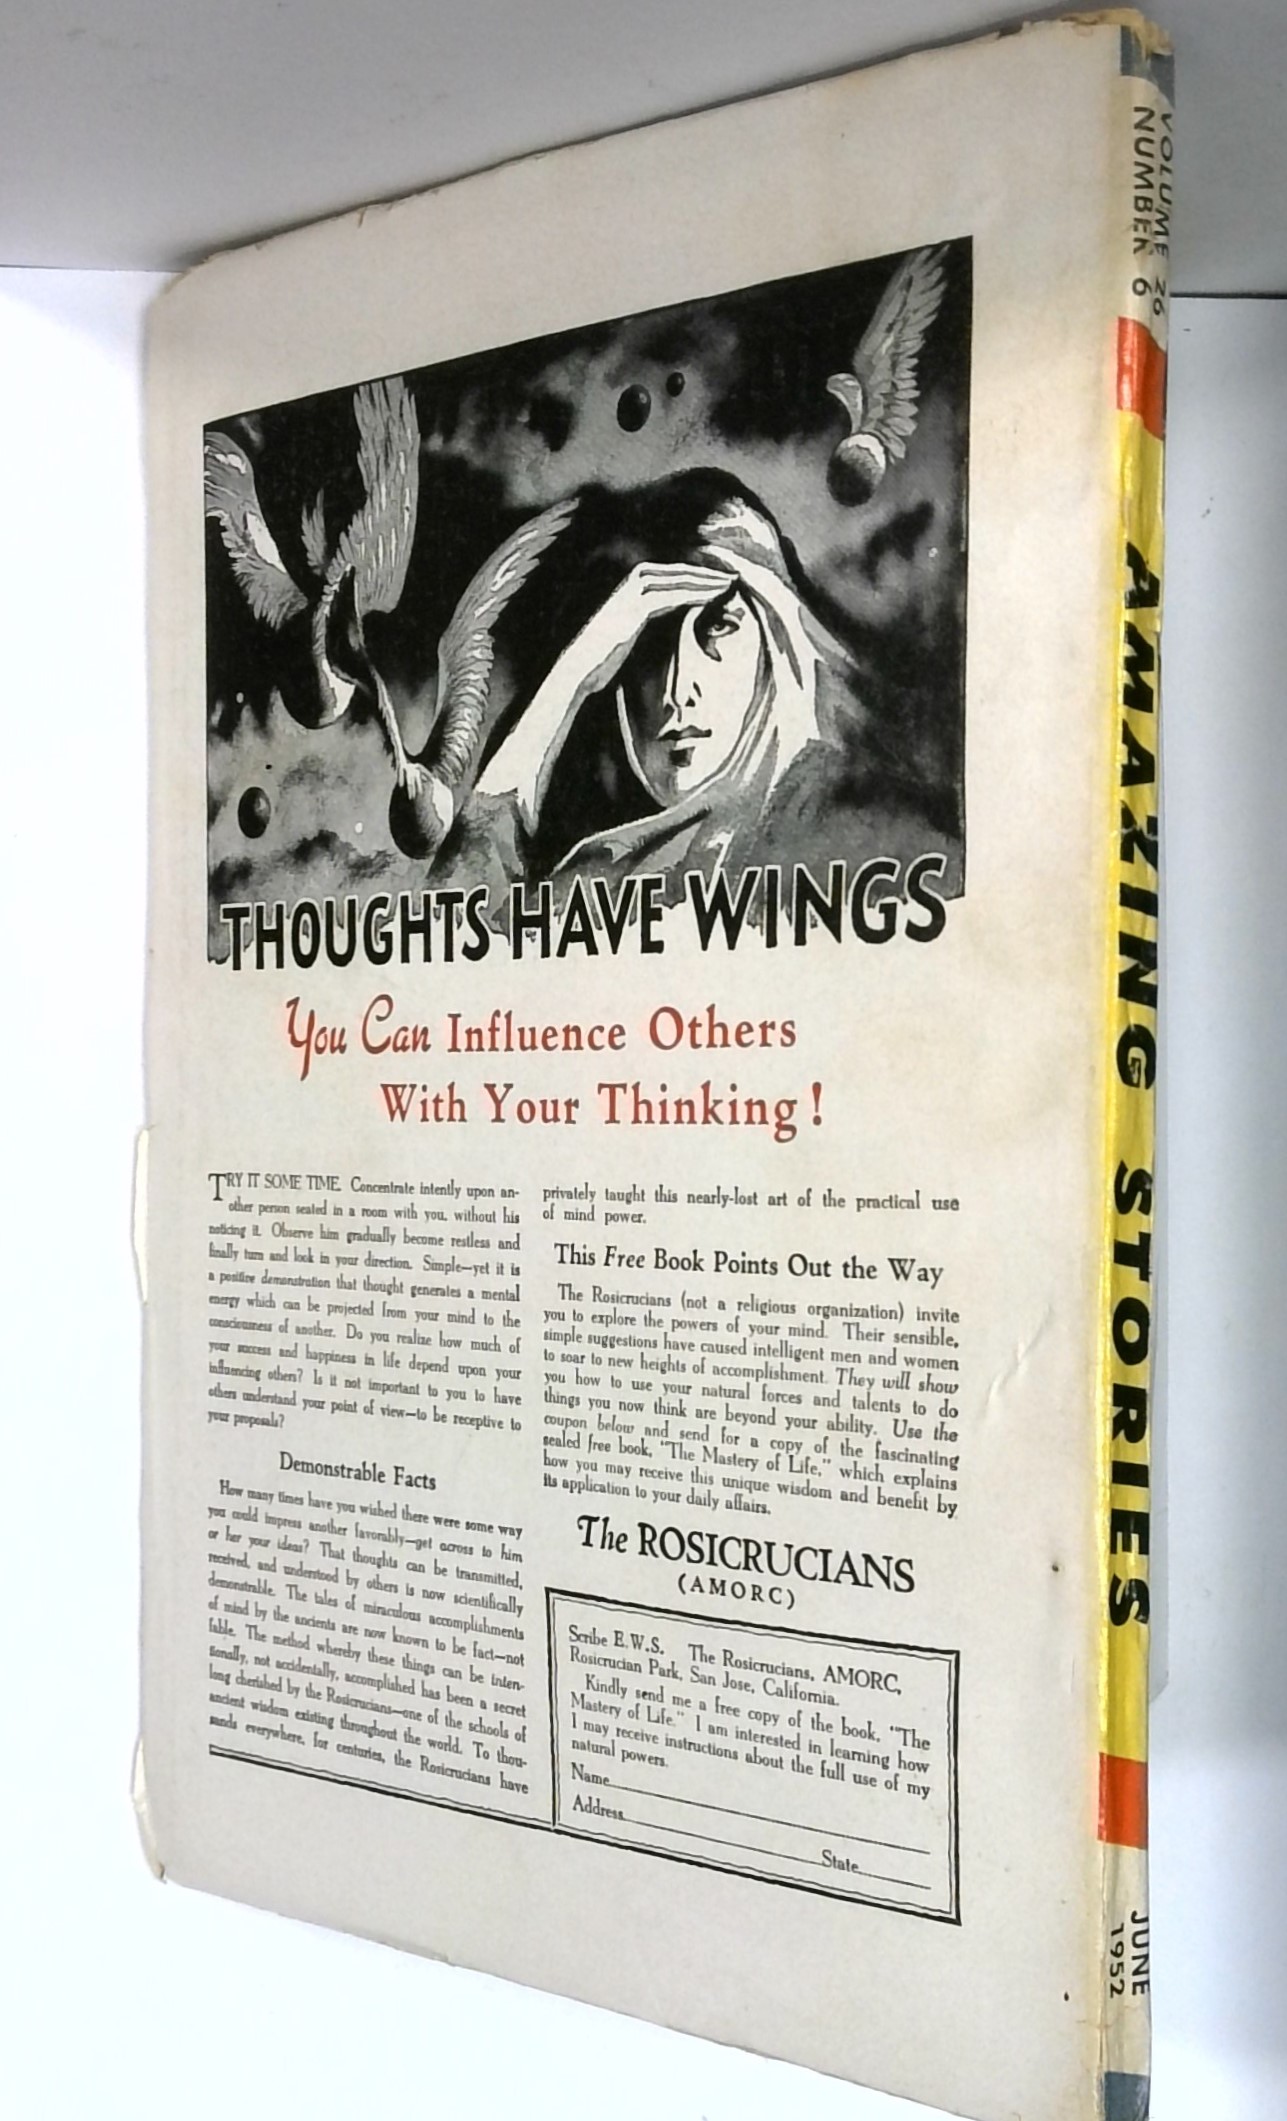 THOUGHTS HAVE WINGS
You Can Influence Others
With Your Thinking!
TRY IT SOME TIME. Concentrate intently upon an-
other person seated in a room with you, without his
noticing it. Observe him gradually become restless and
finally turn and look in your direction. Simple—yet it is
a positive demonstration that thought generates a mental
energy which can be projected from your mind to the
consciousness of another. Do you realize how much of
your success and happiness in life depend upon your
influencing others? Is it not important to you to have
others understand your point of view—to be receptive to
your proposals?
Demonstrable Facts
How many times have you wished there were some way
you could impress another favorably—get across to him
or her your ideas? That thoughts can be transmitted,
received, and understood by others is now scientifically
demonstrable. The tales of miraculous accomplishments
of mind by the ancients are now known to be fact—not
fable. The method whereby these things can be inten-
tionally, not accidentally, accomplished has been a secret
long cherished by the Rosicrucians—one of the schools of
ancient wisdom existing throughout the world. To thou-
sands everywhere, for centuries, the Rosicrucians have
privately taught this nearly-lost art of the practical use
of mind power.
This Free Book Points Out the Way
The Rosicrucians (not a religious organization) invite
you to explore the powers of your mind. Their sensible,
simple suggestions have caused intelligent men and women
to soar to new heights of accomplishment. They will show
you how to use your natural forces and talents to do
things you now think are beyond your ability. Use the
coupon below and send for a copy of the fascinating
sealed free book, "The Mastery of Life," which explains
how you may receive this unique wisdom and benefit by
its application to your daily affairs.
The ROSICRUCIANS
(AMORC)
Scribe E.W.S. The Rosicrucians, AMORC,
Rosicrucian Park, San Jose, California.
Kindly send me a free copy of the book, "The
Mastery of Life." I am interested in learning how
I may receive instructions about the full use of my
natural powers.
Name
Address
State
VOLUME 26
NUMBER 6
AMAZING STORIES
JUNE
1952